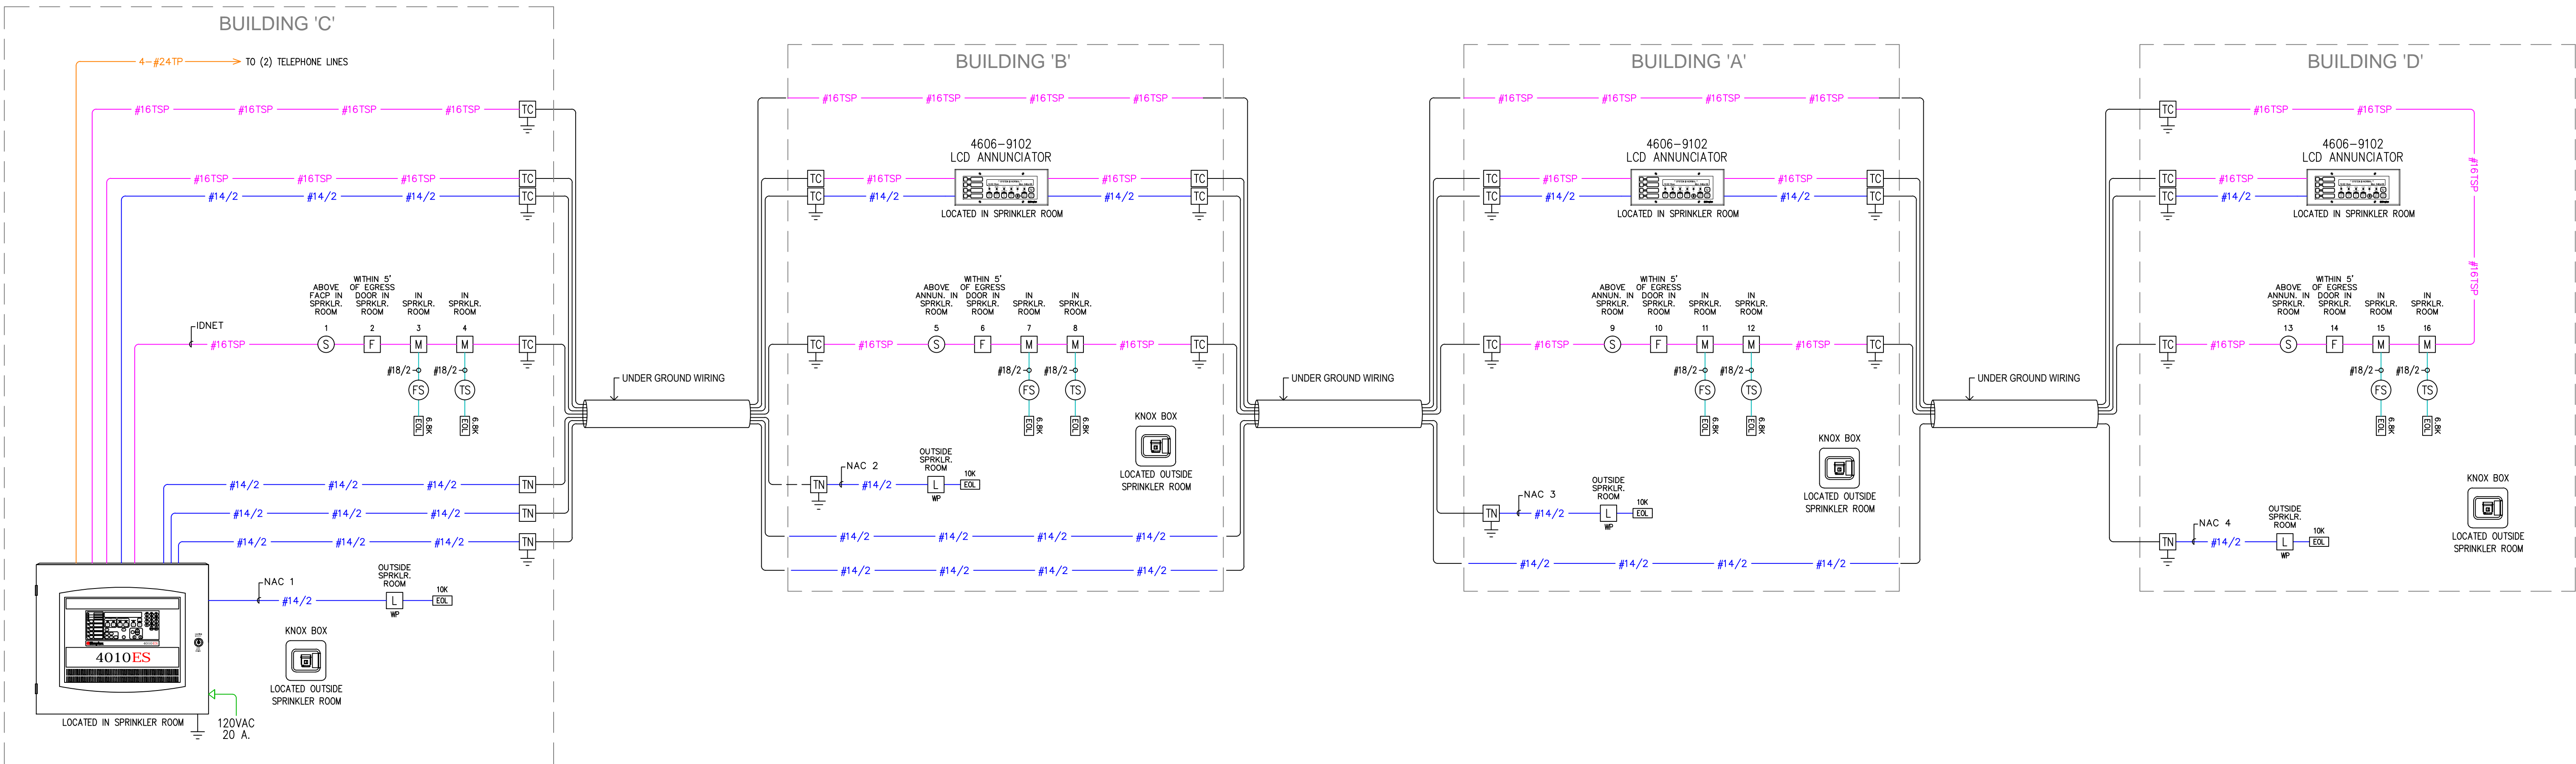 BUILDING 'C'
4-#24TP
TO (2) TELEPHONE LINES
#16TSP #16TSP #16TSP #16TSP TC
#16TSP #16TSP #16TSP TC
#14/2 #14/2 #14/2 TC
ABOVE
FACP IN
SPRKLR.
ROOM
WITHIN 5'
OF EGRESS
DOOR IN
SPRKLR.
ROOM
IN
SPRKLR.
ROOM
IN
SPRKLR.
ROOM
IDNET
1 2 3 4
#16TSP S F M M TC
#18/2 #18/2
FS TS
EOL 6.8K EOL 6.8K
#14/2 #14/2 #14/2 TN
#14/2 #14/2 #14/2 TN
#14/2 #14/2 #14/2 TN
NAC 1
#14/2
OUTSIDE
SPRKLR.
ROOM
L
WP
10K
EOL
4010ES
LOCATED IN SPRINKLER ROOM
120VAC
20 A.
KNOX BOX
LOCATED OUTSIDE
SPRINKLER ROOM
UNDER GROUND WIRING
BUILDING 'B'
#16TSP #16TSP #16TSP #16TSP
4606-9102
LCD ANNUNCIATOR
TC #16TSP #16TSP TC
TC #14/2 #14/2 TC
LOCATED IN SPRINKLER ROOM
ABOVE
ANNUN. IN
SPRKLR.
ROOM
WITHIN 5'
OF EGRESS
DOOR IN
SPRKLR.
ROOM
IN
SPRKLR.
ROOM
IN
SPRKLR.
ROOM
5 6 7 8
TC #16TSP S F M M #16TSP TC
#18/2 #18/2
FS TS
EOL 6.8K EOL 6.8K
KNOX BOX
LOCATED OUTSIDE
SPRINKLER ROOM
NAC 2
TN #14/2
OUTSIDE
SPRKLR.
ROOM
L
WP
10K
EOL
#14/2 #14/2 #14/2 #14/2
#14/2 #14/2 #14/2 #14/2
UNDER GROUND WIRING
BUILDING 'A'
#16TSP #16TSP #16TSP #16TSP
4606-9102
LCD ANNUNCIATOR
TC #16TSP #16TSP TC
TC #14/2 #14/2 TC
LOCATED IN SPRINKLER ROOM
ABOVE
ANNUN. IN
SPRKLR.
ROOM
WITHIN 5'
OF EGRESS
DOOR IN
SPRKLR.
ROOM
IN
SPRKLR.
ROOM
IN
SPRKLR.
ROOM
9 10 11 12
TC #16TSP S F M M #16TSP TC
#18/2 #18/2
FS TS
EOL 6.8K EOL 6.8K
KNOX BOX
LOCATED OUTSIDE
SPRINKLER ROOM
NAC 3
TN #14/2
OUTSIDE
SPRKLR.
ROOM
L
WP
10K
EOL
#14/2 #14/2 #14/2 #14/2
UNDER GROUND WIRING
BUILDING 'D'
TC #16TSP #16TSP
#16TSP
#16TSP
4606-9102
LCD ANNUNCIATOR
TC #16TSP
TC #14/2
LOCATED IN SPRINKLER ROOM
ABOVE
ANNUN. IN
SPRKLR.
ROOM
WITHIN 5'
OF EGRESS
DOOR IN
SPRKLR.
ROOM
IN
SPRKLR.
ROOM
IN
SPRKLR.
ROOM
13 14 15 16
TC #16TSP S F M M
#18/2 #18/2
FS TS
EOL 6.8K EOL 6.8K
KNOX BOX
LOCATED OUTSIDE
SPRINKLER ROOM
NAC 4
TN #14/2
OUTSIDE
SPRKLR.
ROOM
L
WP
10K
EOL